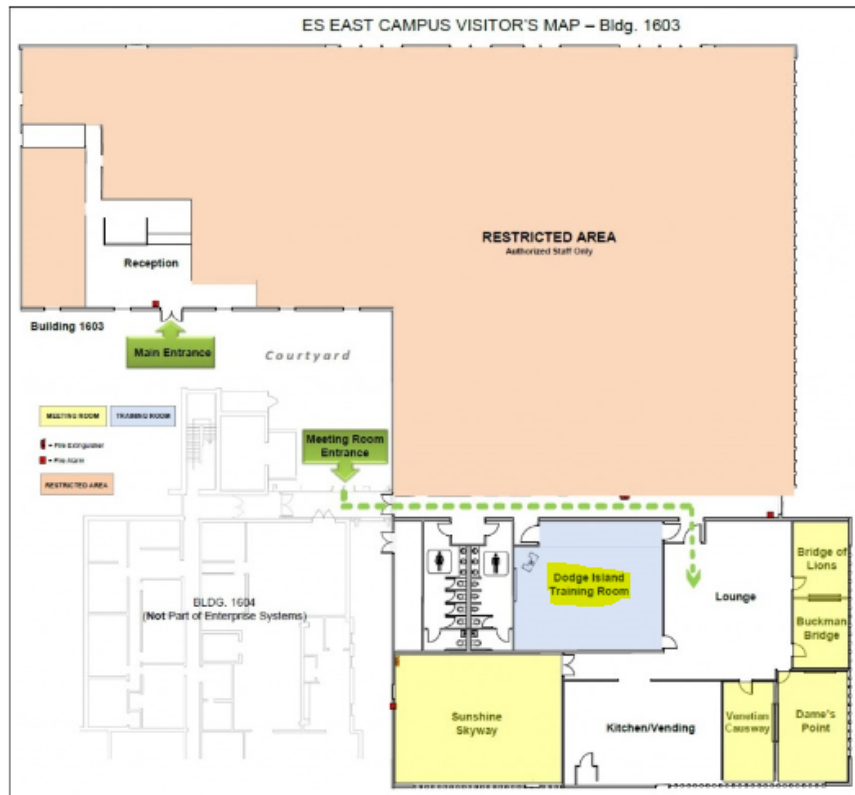 ES EAST CAMPUS VISITOR'S MAP – Bldg. 1603
RESTRICTED AREA
Authorized Staff Only
Reception
Building 1603
Main Entrance
Courtyard
MEETING ROOM
TRAINING ROOM
= Fire Extinguisher
= Fire Alarm
RESTRICTED AREA
Meeting Room
Entrance
BLDG. 1604
(Not Part of Enterprise Systems)
Dodge Island
Training Room
Lounge
Bridge of
Lions
Buckman
Bridge
Sunshine
Skyway
Kitchen/Vending
Venetian
Causway
Dame's
Point